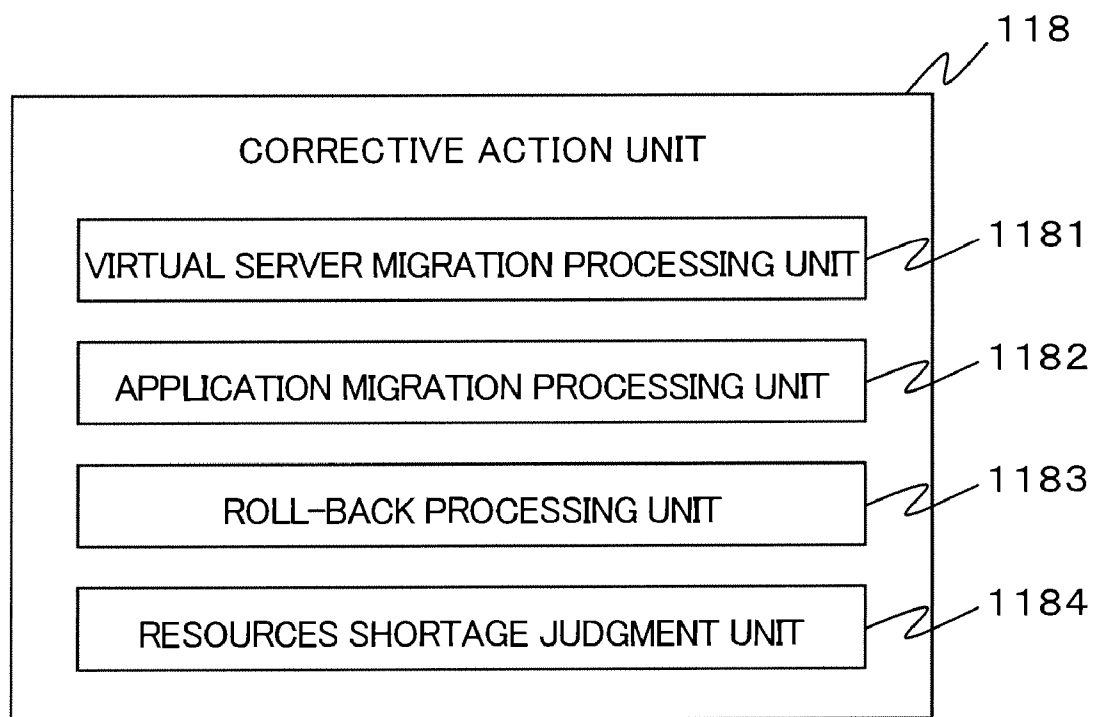 118
CORRECTIVE ACTION UNIT
VIRTUAL SERVER MIGRATION PROCESSING UNIT
1181
APPLICATION MIGRATION PROCESSING UNIT
1182
ROLL-BACK PROCESSING UNIT
1183
RESOURCES SHORTAGE JUDGMENT UNIT
1184